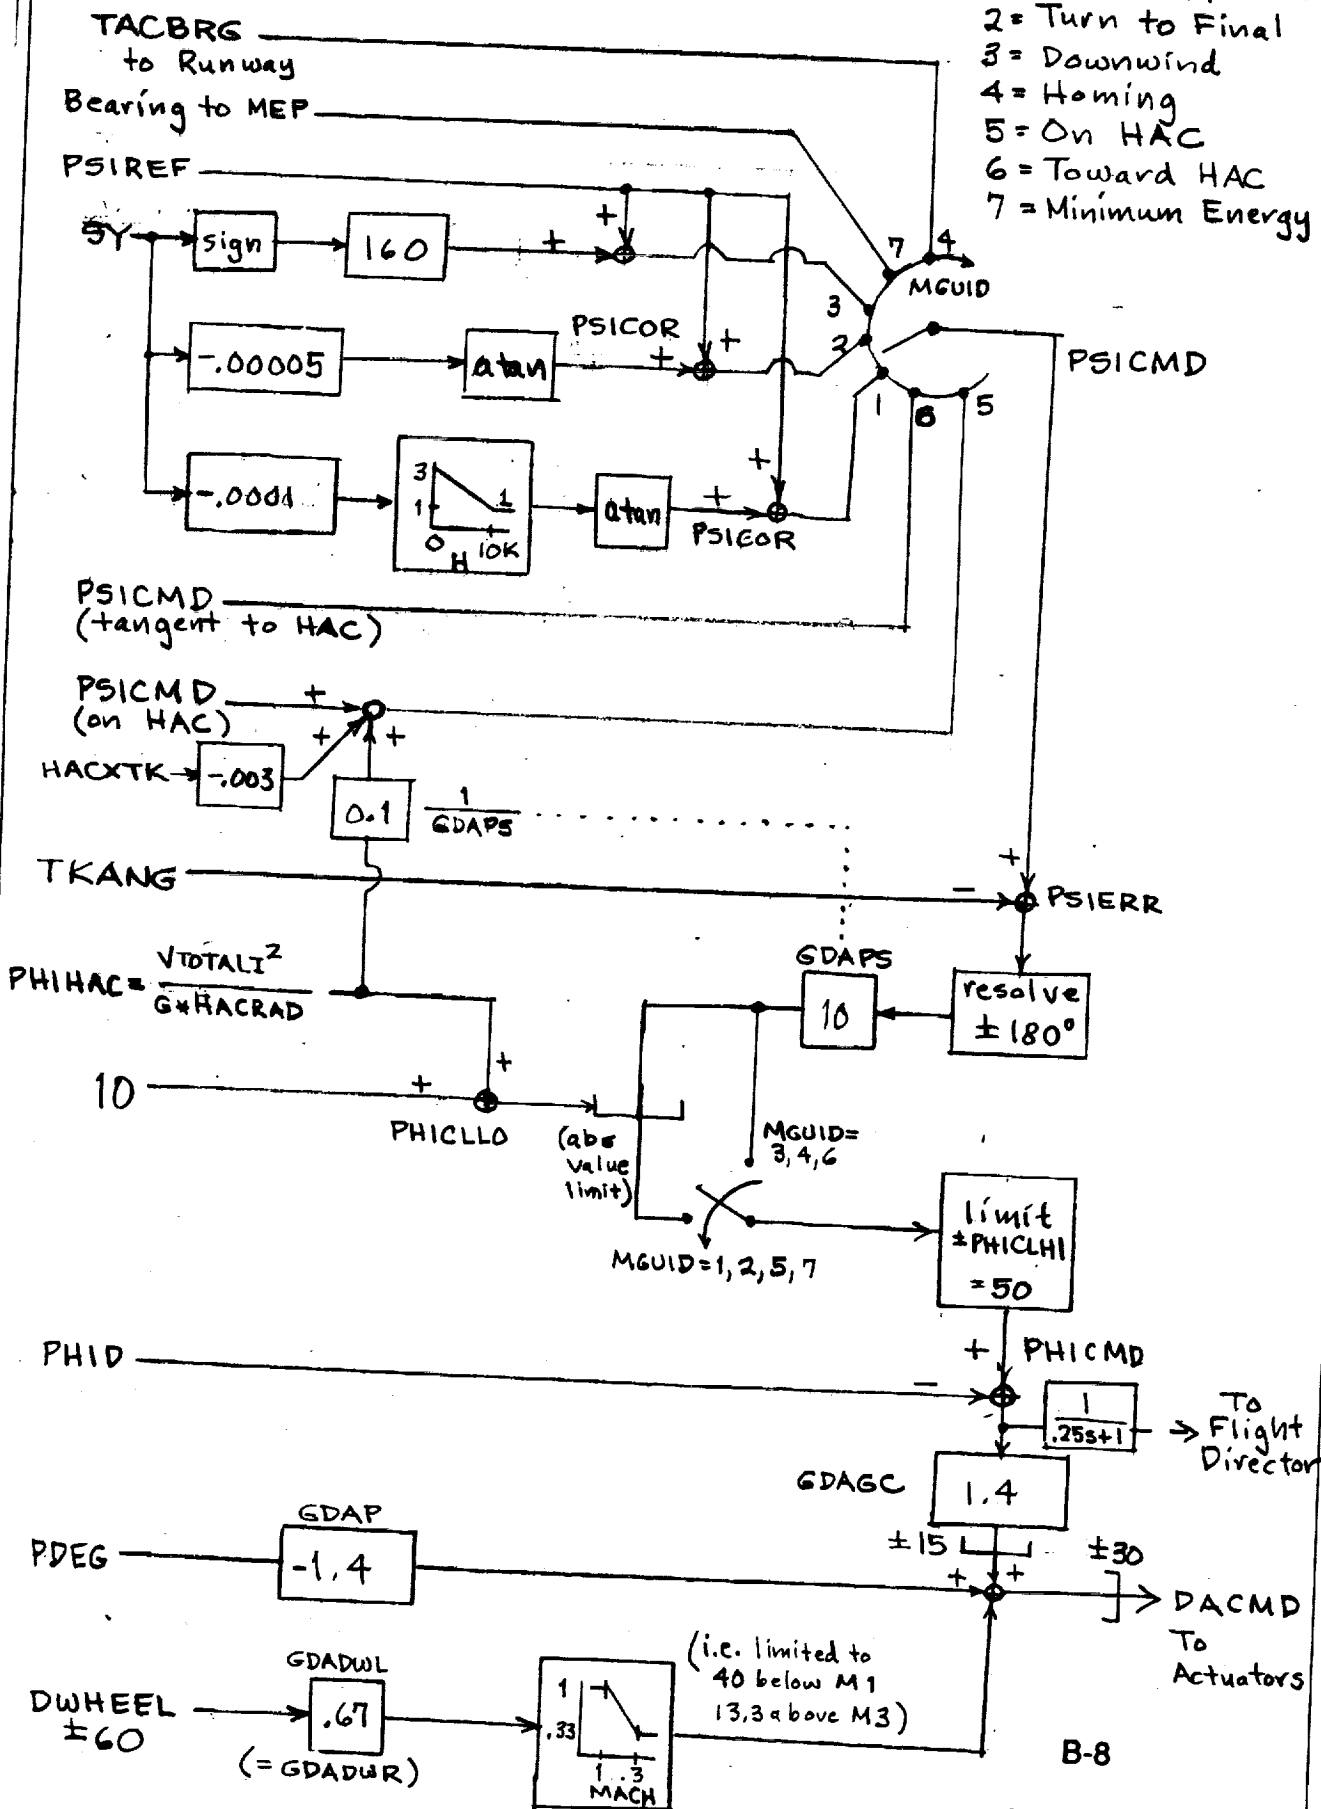 TACBRG
to Runway
2 = Turn to Final
3 = Downwind
4 = Homing
5 = On HAC
6 = Toward HAC
7 = Minimum Energy
Bearing to MEP
PSIREF
SY
sign
160
+
+
7
4
MGUID
3
2
1
6
5
PSICMD
-.00005
atan
PSICOR
+
+
-.0001
3
1
1
0
10K
H
atan
+
+
PSICOR
PSICMD
(tangent to HAC)
PSICMD
(on HAC)
+
+
+
HACXTK
-.003
0.1
1
GDAPS
TKANG
-
+
PSIERR
PHIHAC = VTOTALI²
G*HACRAD
GDAPS
10
resolve
±180°
10
+
+
PHICLLO
(abs
value
limit)
MGUID=
3,4,6
MGUID=1,2,5,7
limit
±PHICLHI
=50
PHID
-
+
PHICMD
1
.25s+1
To
Flight
Director
GDAGC
1.4
±15
±30
PDEG
GDAP
-1.4
+
+
DACMD
To
Actuators
DWHEEL
±60
GDADWL
.67
(=GDADWR)
1
.33
1..3
MACH
(i.e. limited to
40 below M1
13.3 above M3)
B-8